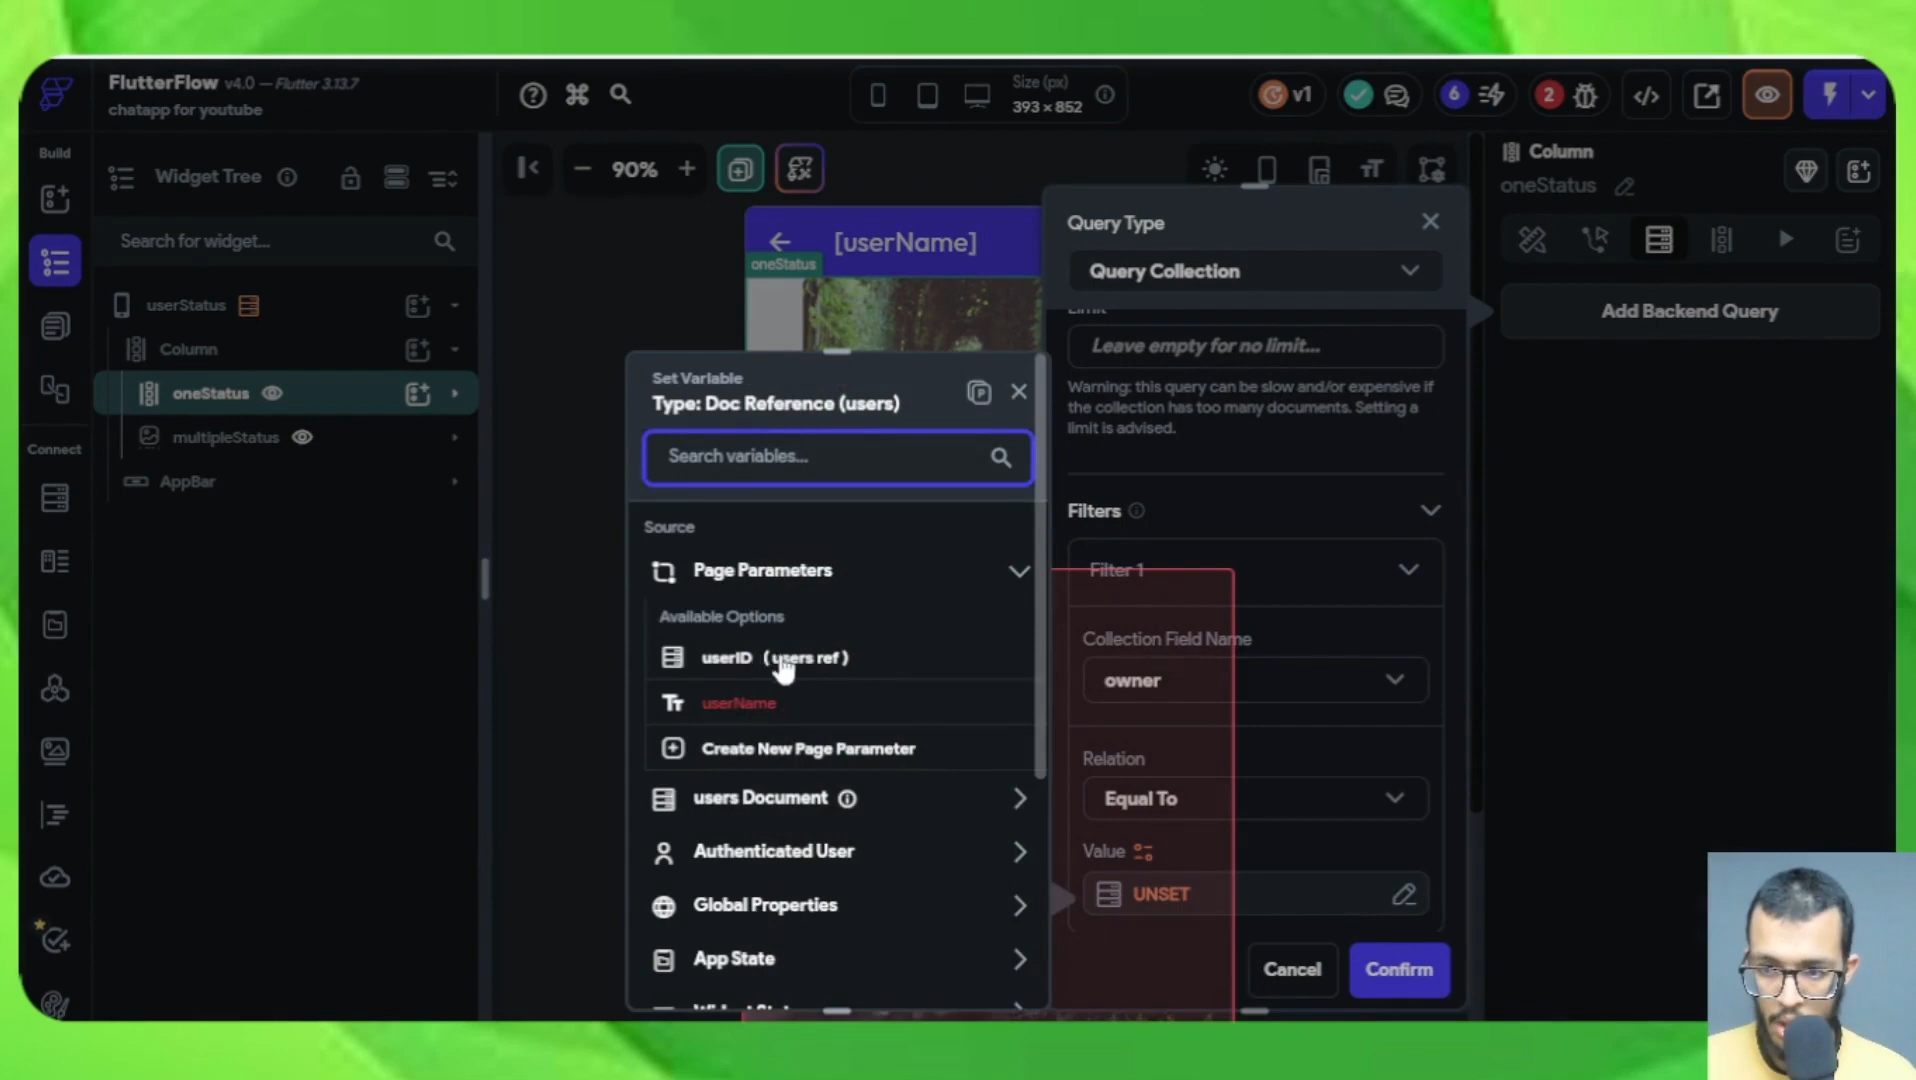 FlutterFlow v4.0 — Flutter 3.13.7
chatapp for youtube
Size (px)
393 × 852
v1
6
2
Build
Widget Tree
90%
Search for widget...
userStatus
Column
oneStatus
multipleStatus
AppBar
Connect
[userName]
oneStatus
Query Type
Query Collection
Limit
Leave empty for no limit...
Warning: this query can be slow and/or expensive if
the collection has too many documents. Setting a
limit is advised.
Filters
Filter 1
Collection Field Name
owner
Relation
Equal To
Value
UNSET
Cancel
Confirm
Set Variable
Type: Doc Reference (users)
Search variables...
Source
Page Parameters
Available Options
userID (users ref)
userName
Create New Page Parameter
users Document
Authenticated User
Global Properties
App State
Column
oneStatus
Add Backend Query